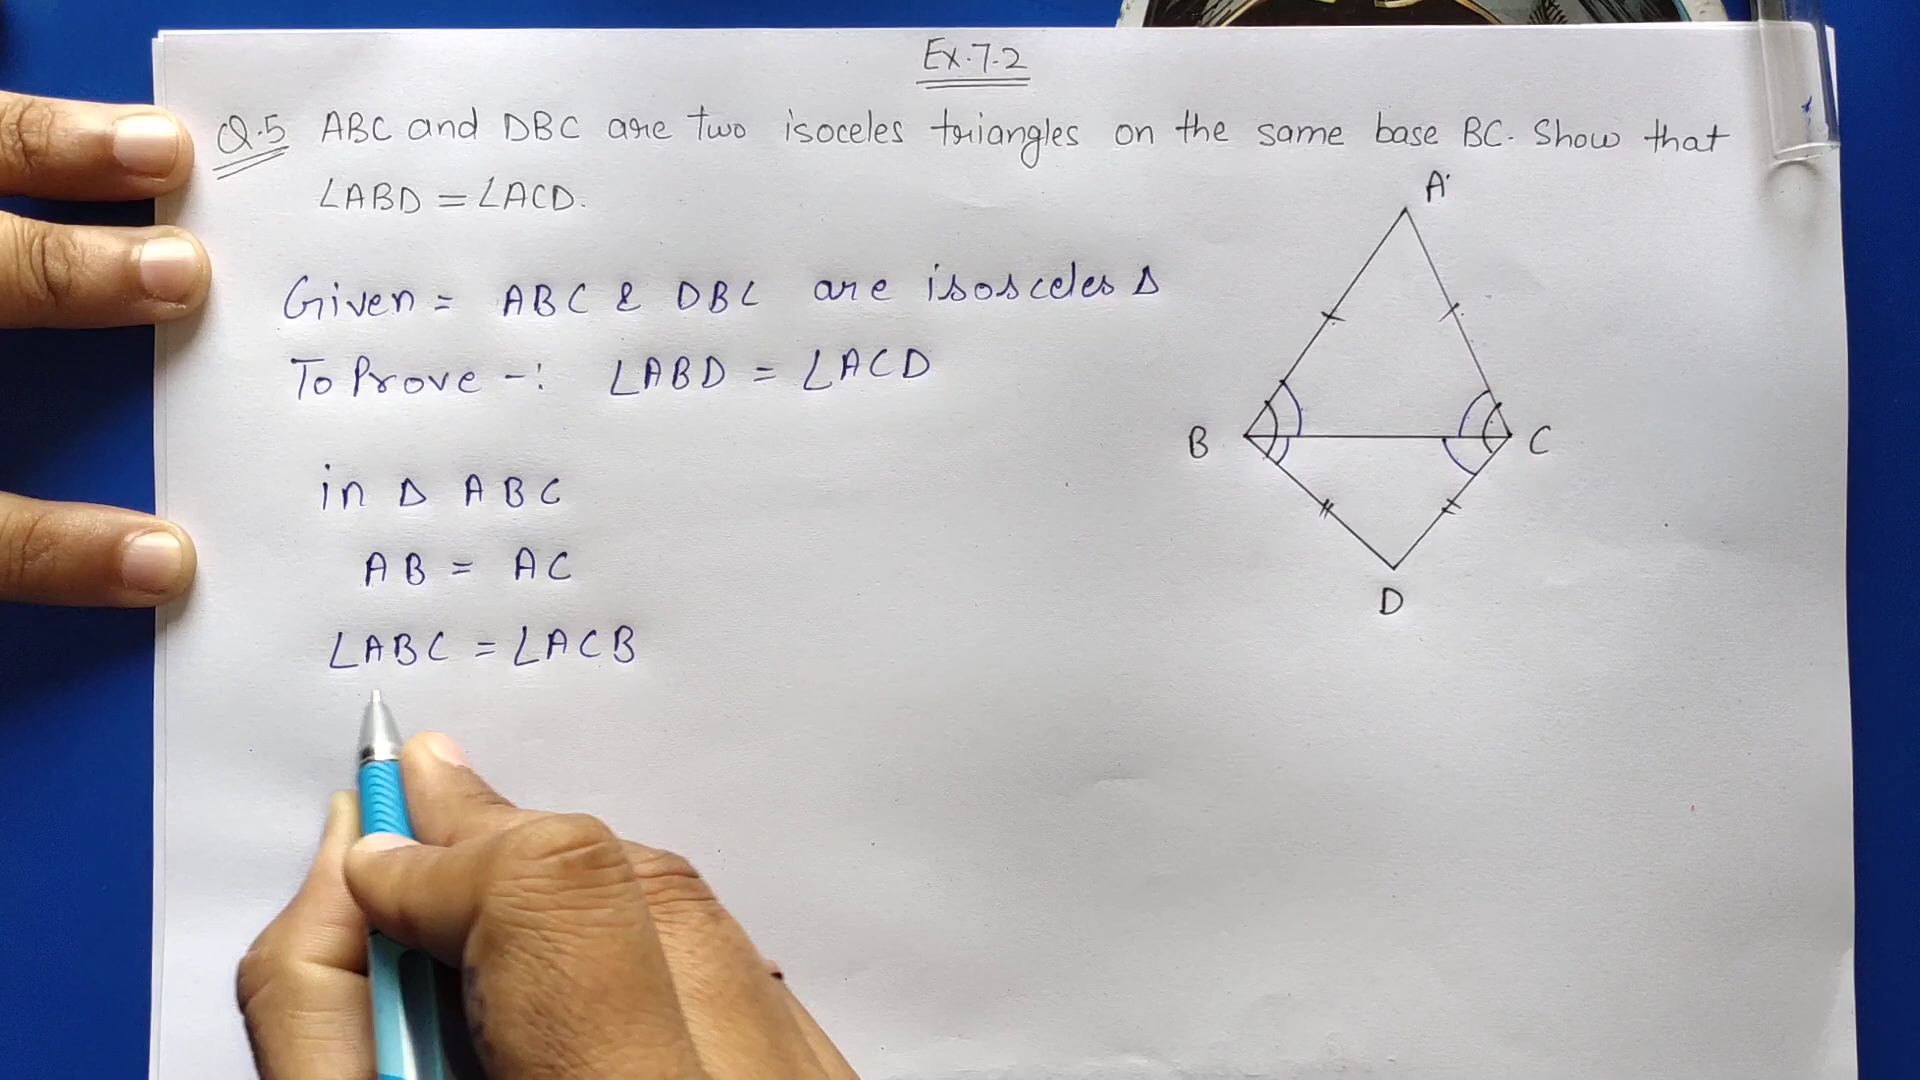 Ex.7.2
Q.5 ABC and DBC are two isoceles triangles on the same base BC. Show that
∠ABD = ∠ACD.
Given = ABC & DBC are isosceles Δ
To Prove -: ∠ABD = ∠ACD
in Δ ABC
AB = AC
∠ABC = ∠ACB
A
B
C
D